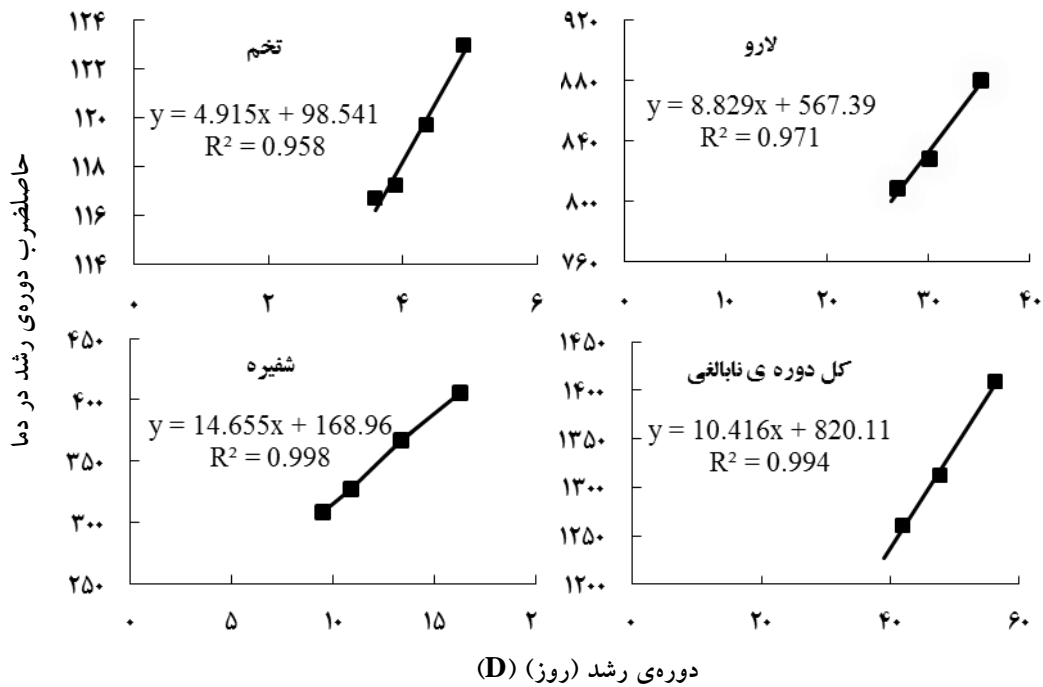 حاصلضرب دوره‌ی رشد در دما
تخم
y = 4.915x + 98.541
R² = 0.958
۱۲۴
۱۲۲
۱۲۰
۱۱۸
۱۱۶
۱۱۴
۰ ۲ ۴ ۶
لارو
y = 8.829x + 567.39
R² = 0.971
۹۲۰
۸۸۰
۸۴۰
۸۰۰
۷۶۰
۰ ۱۰ ۲۰ ۳۰ ۴۰
شفیره
y = 14.655x + 168.96
R² = 0.998
۴۵۰
۴۰۰
۳۵۰
۳۰۰
۲۵۰
۰ ۵ ۱۰ ۱۵ ۲
کل دوره ی نابالغی
y = 10.416x + 820.11
R² = 0.994
۱۴۵۰
۱۴۰۰
۱۳۵۰
۱۳۰۰
۱۲۵۰
۱۲۰۰
۲۰ ۴۰ ۶۰
دوره‌ی رشد (روز) (D)